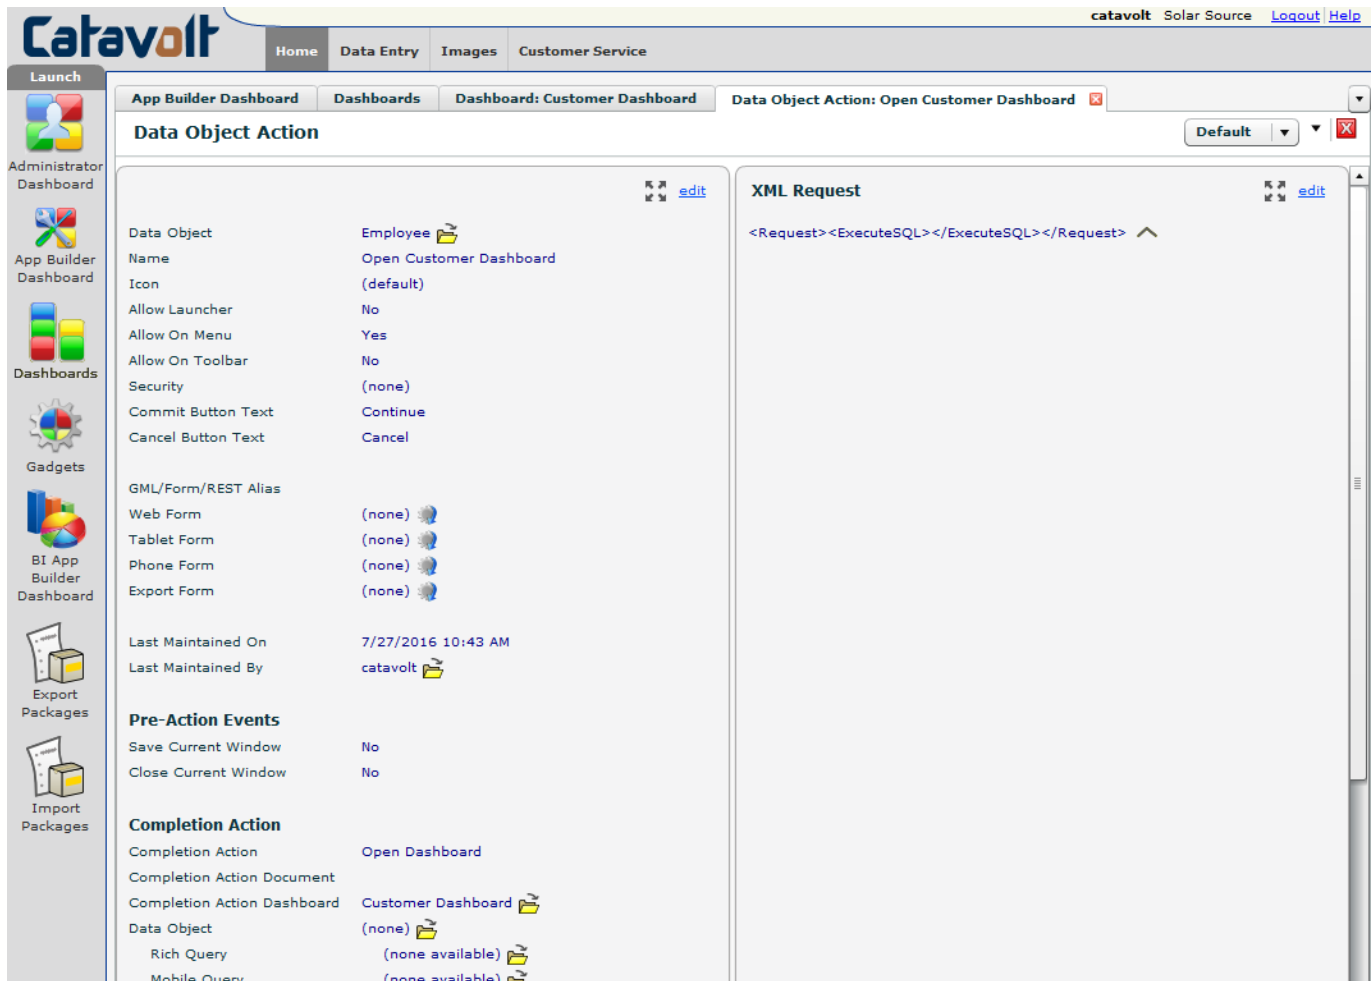 catavolt Solar Source Logout Help
Catavolt
Home Data Entry Images Customer Service
Launch
App Builder Dashboard Dashboards Dashboard: Customer Dashboard Data Object Action: Open Customer Dashboard
Data Object Action
Default
Administrator
Dashboard
App Builder
Dashboard
Dashboards
Gadgets
BI App
Builder
Dashboard
Export
Packages
Import
Packages
edit
Data Object Employee
Name Open Customer Dashboard
Icon (default)
Allow Launcher No
Allow On Menu Yes
Allow On Toolbar No
Security (none)
Commit Button Text Continue
Cancel Button Text Cancel
GML/Form/REST Alias
Web Form (none)
Tablet Form (none)
Phone Form (none)
Export Form (none)
Last Maintained On 7/27/2016 10:43 AM
Last Maintained By catavolt
Pre-Action Events
Save Current Window No
Close Current Window No
Completion Action
Completion Action Open Dashboard
Completion Action Document
Completion Action Dashboard Customer Dashboard
Data Object (none)
Rich Query (none available)
Mobile Query (none available)
XML Request edit
<Request><ExecuteSQL></ExecuteSQL></Request>